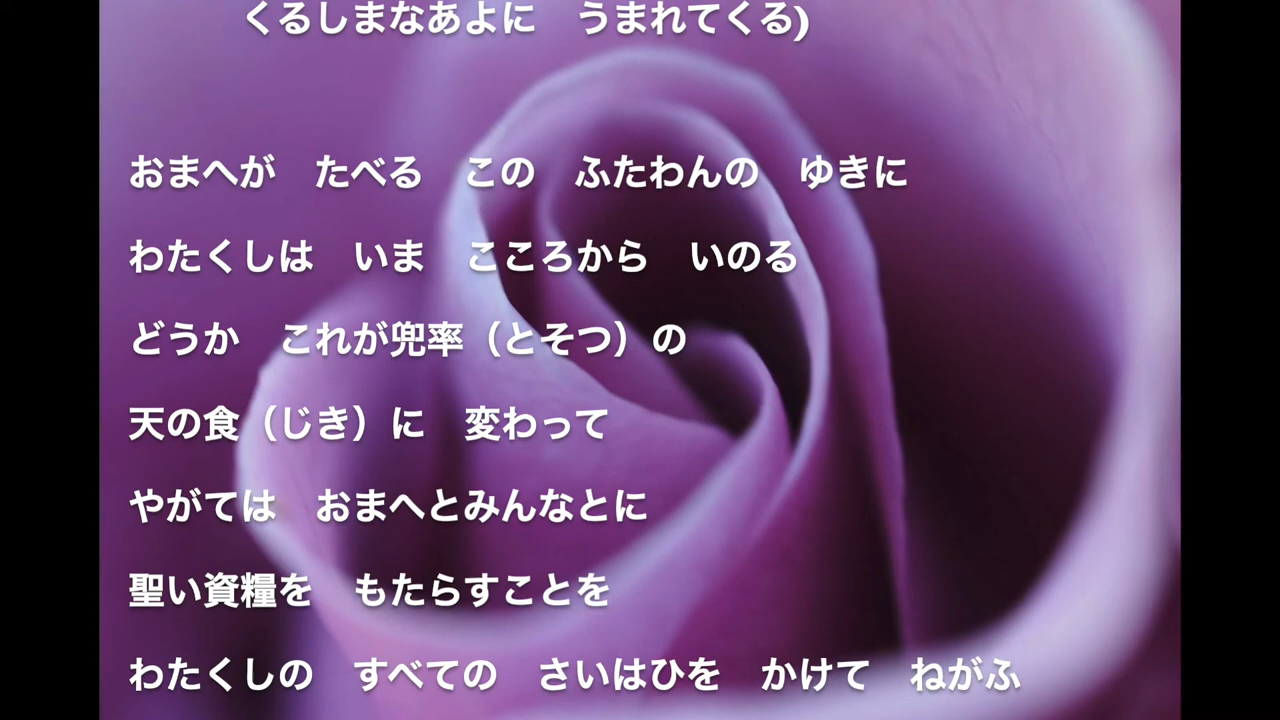 くるしまなあよに　うまれてくる)
おまへが　たべる　この　ふたわんの　ゆきに
わたくしは　いま　こころから　いのる
どうか　これが兜率（とそつ）の
天の食（じき）に　変わって
やがては　おまへとみんなとに
聖い資糧を　もたらすことを
わたくしの　すべての　さいはひを　かけて　ねがふ